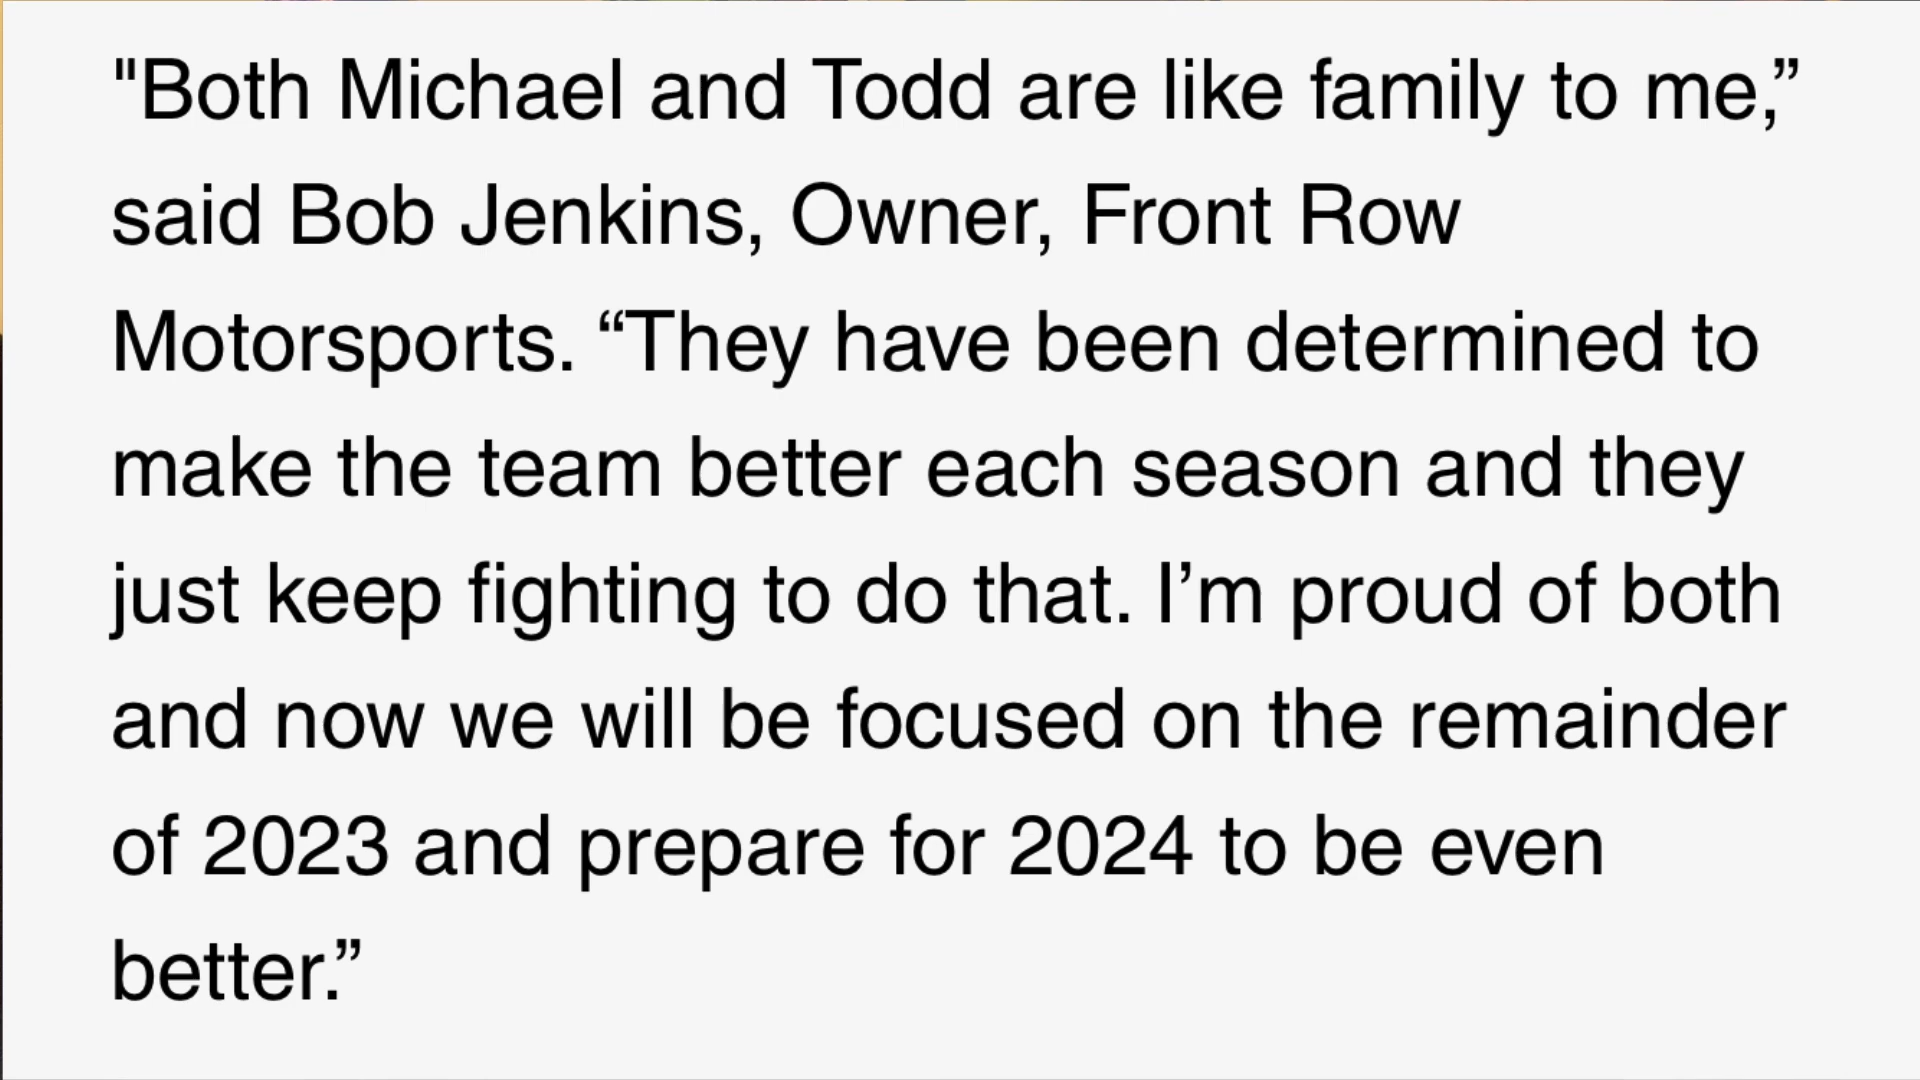 "Both Michael and Todd are like family to me,”
said Bob Jenkins, Owner, Front Row
Motorsports. “They have been determined to
make the team better each season and they
just keep fighting to do that. I’m proud of both
and now we will be focused on the remainder
of 2023 and prepare for 2024 to be even
better.”